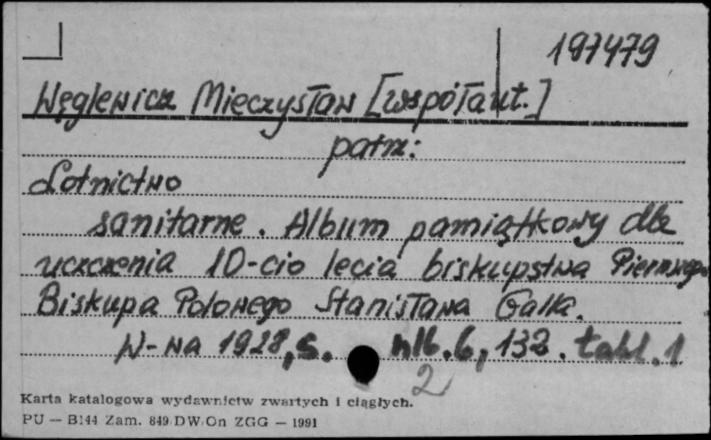 197479
Węglewicz Mieczysław [współaut.]
patrz:
Lotnictwo
sanitarne. Album pamiątkowy dla
uczczenia 10-cio lecia biskupstwa Pierwszego
Biskupa Polowego Stanisława Galla.
W-wa 1928, s. nlb. 6, 132. tabl. 1
2
Karta katalogowa wydawnictw zwartych i ciągłych.
PU — B144 Zam. 849 DW/On ZGG — 1991